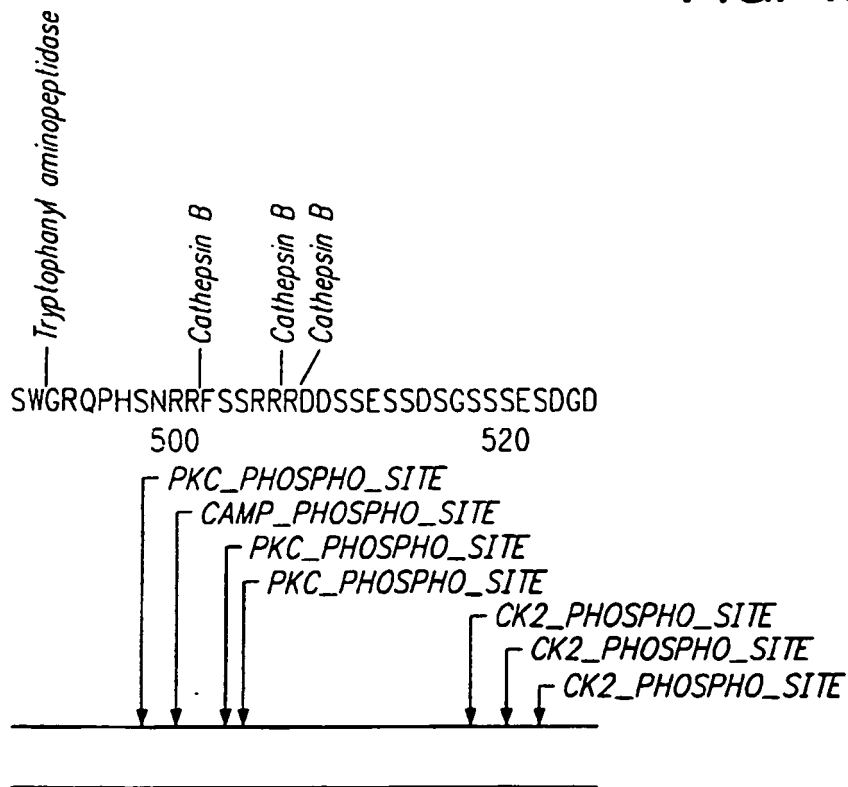 Tryptophanyl aminopeptidase
Cathepsin B
Cathepsin B
Cathepsin B
SWGRQPHSNRRFSSRRRDDSSESSDSGSSSESDGD
500 520
PKC_PHOSPHO_SITE
CAMP_PHOSPHO_SITE
PKC_PHOSPHO_SITE
PKC_PHOSPHO_SITE
CK2_PHOSPHO_SITE
CK2_PHOSPHO_SITE
CK2_PHOSPHO_SITE